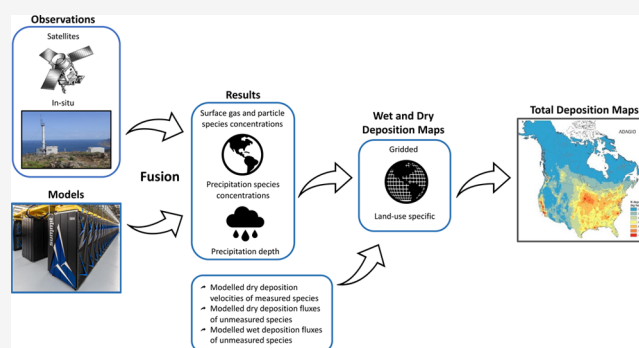 Observations
Satellites
In-situ
Models
Fusion
Results
Surface gas and particle
species concentrations
Precipitation species
concentrations
Precipitation depth
Modelled dry deposition
velocities of measured species
Modelled dry deposition fluxes
of unmeasured species
Modelled wet deposition fluxes
of unmeasured species
Wet and Dry
Deposition Maps
Gridded
Land-use specific
Total Deposition Maps
ADAGIO